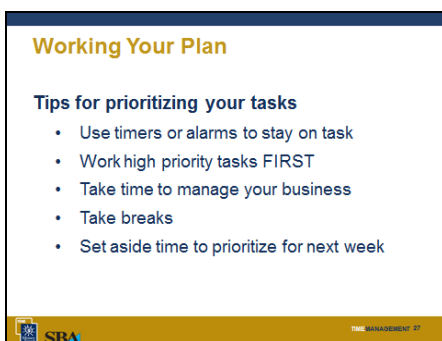 Working Your Plan
Tips for prioritizing your tasks
• Use timers or alarms to stay on task
• Work high priority tasks FIRST
• Take time to manage your business
• Take breaks
• Set aside time to prioritize for next week
SBA
TIME MANAGEMENT 27